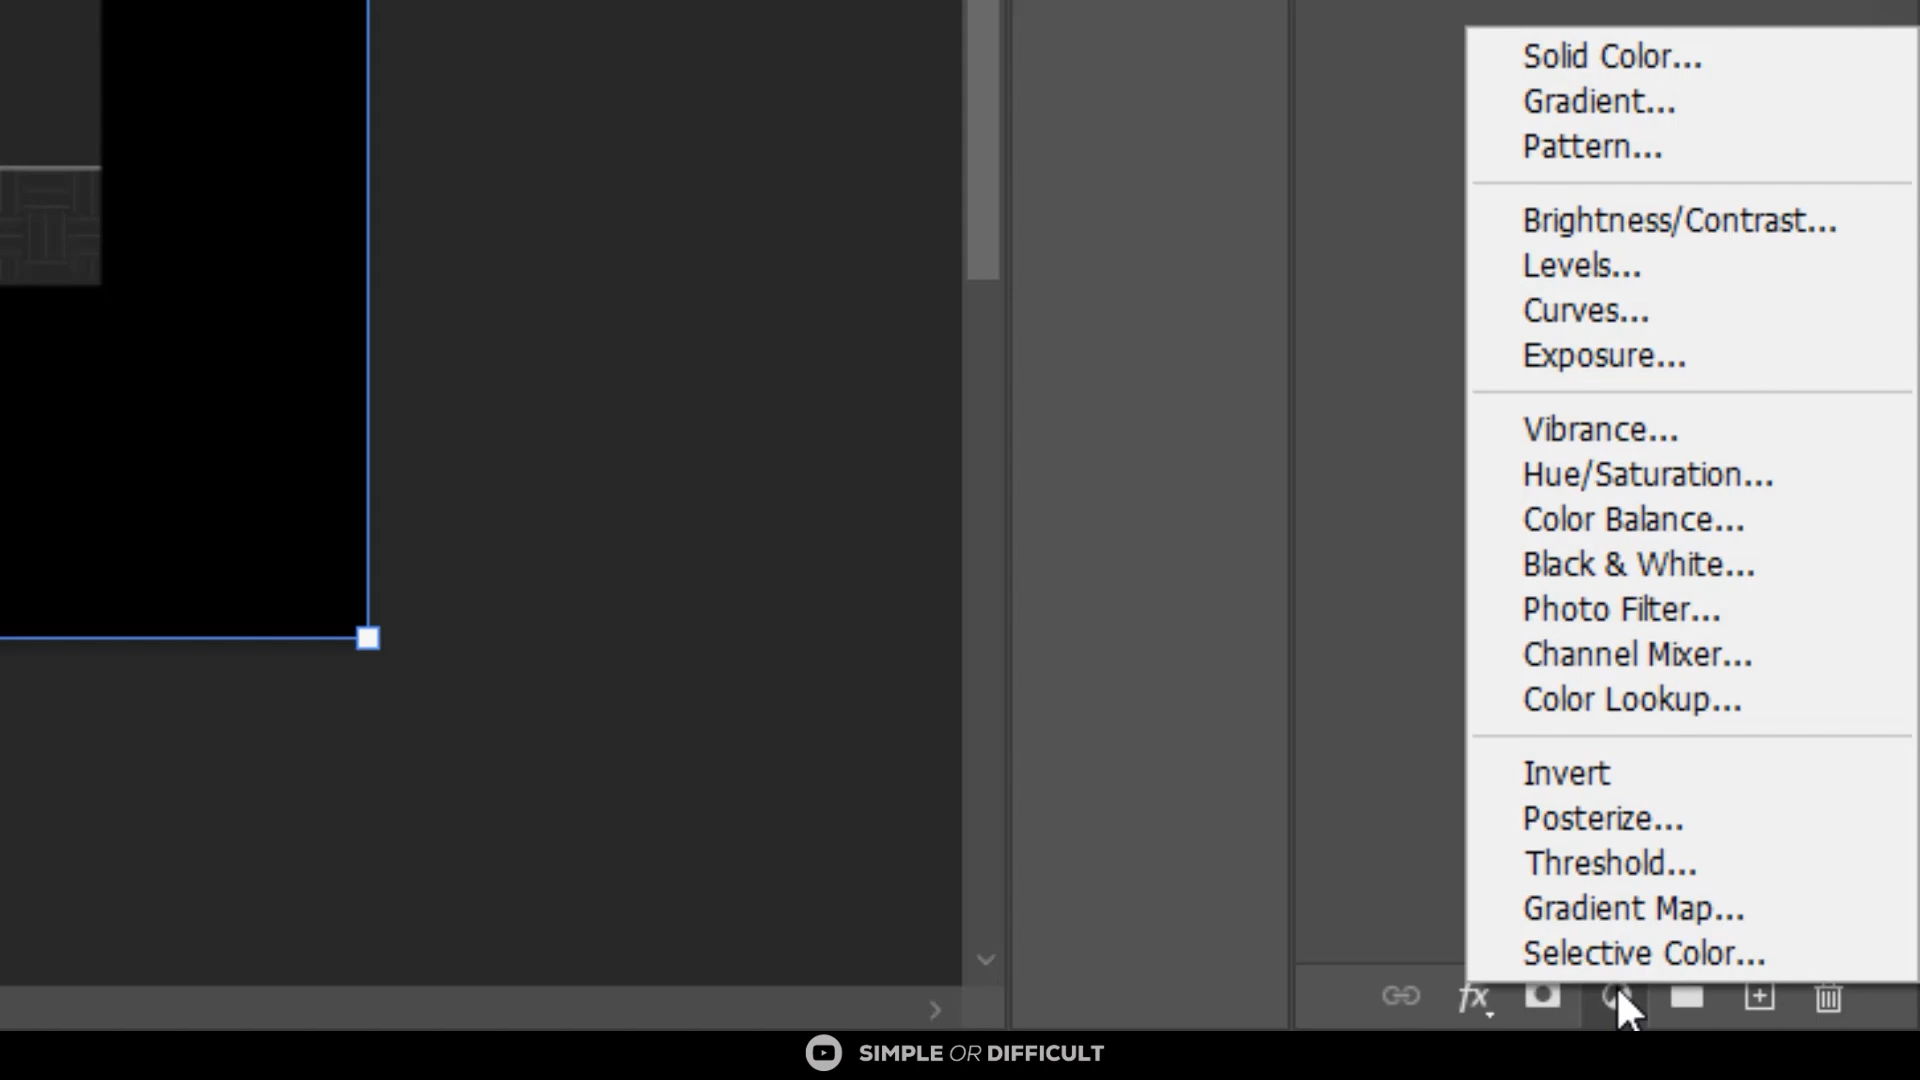 Solid Color...
Gradient...
Pattern...
Brightness/Contrast...
Levels...
Curves...
Exposure...
Vibrance...
Hue/Saturation...
Color Balance...
Black & White...
Photo Filter...
Channel Mixer...
Color Lookup...
Invert
Posterize...
Threshold...
Gradient Map...
Selective Color...
fx
SIMPLE OR DIFFICULT